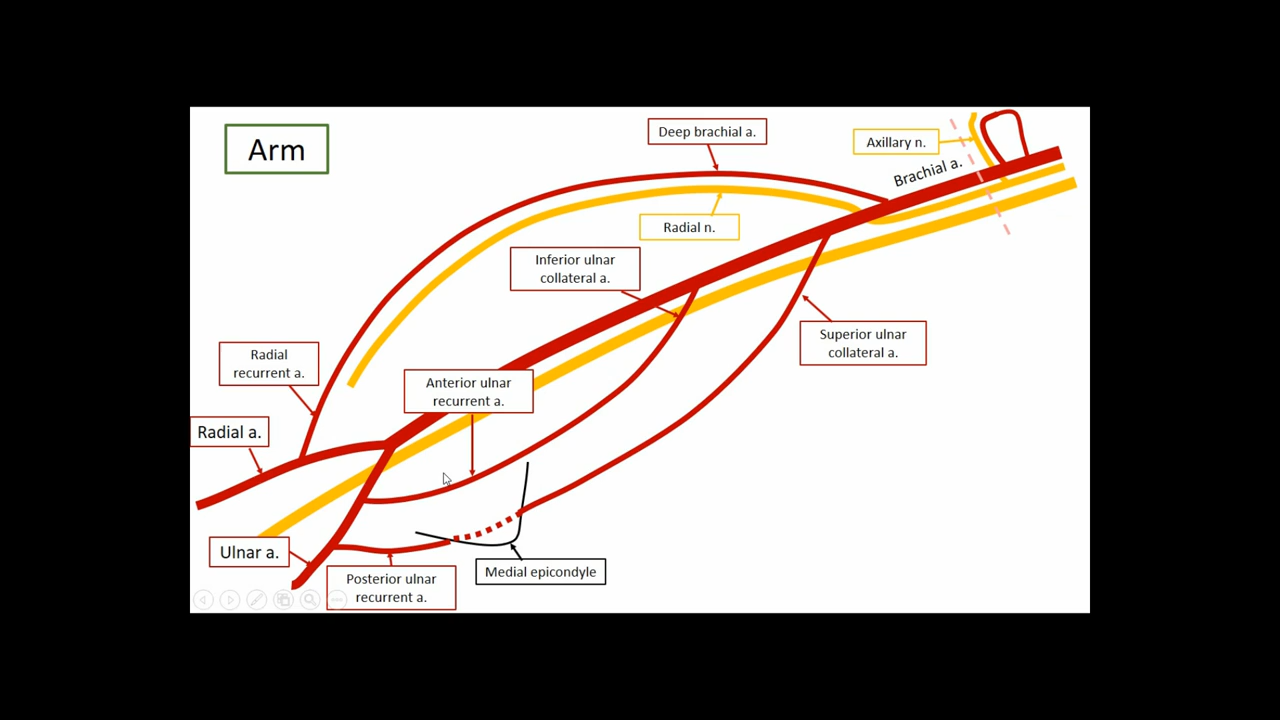 Arm
Deep brachial a.
Axillary n.
Brachial a.
Radial n.
Inferior ulnar
collateral a.
Superior ulnar
collateral a.
Radial
recurrent a.
Anterior ulnar
recurrent a.
Radial a.
Ulnar a.
Medial epicondyle
Posterior ulnar
recurrent a.